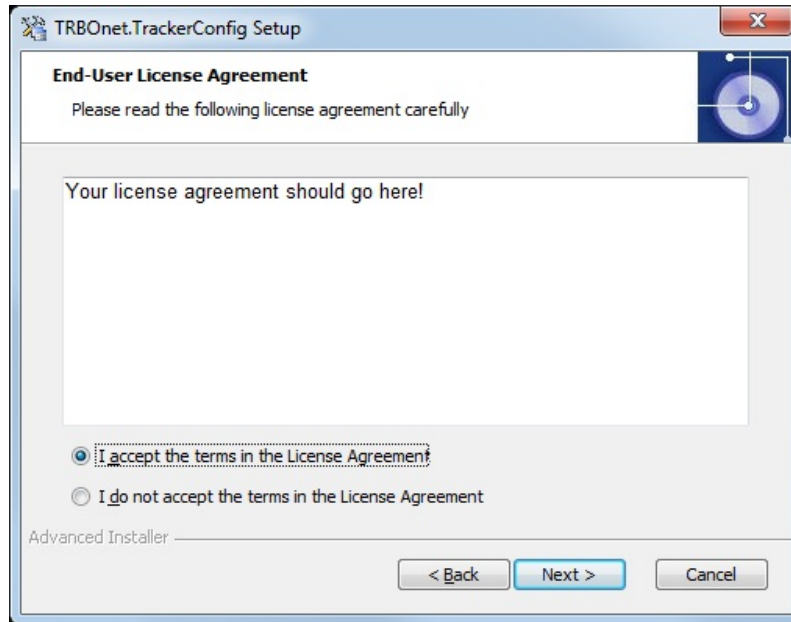 TRBOnet.TrackerConfig Setup
End-User License Agreement
Please read the following license agreement carefully
Your license agreement should go here!
I accept the terms in the License Agreement
I do not accept the terms in the License Agreement
Advanced Installer
< Back Next > Cancel